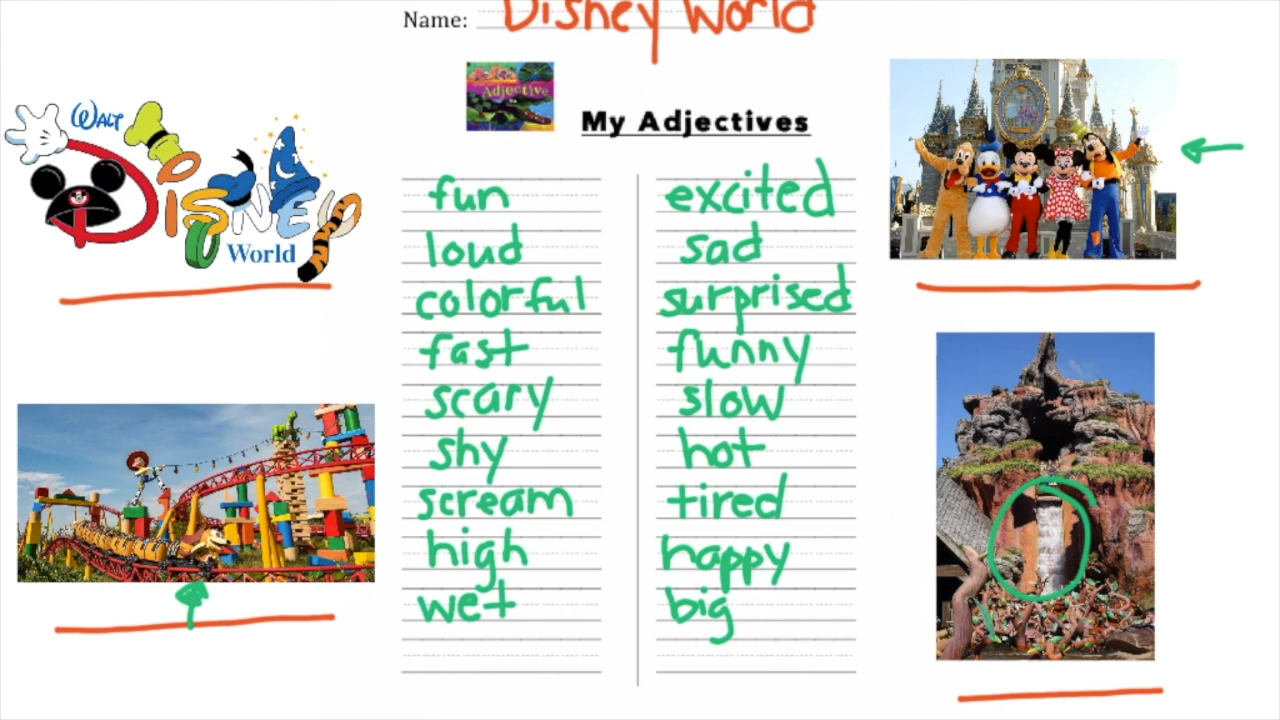 Name: Disney World
Adjective
My Adjectives
WALT
DISNEY
World
fun
loud
colorful
fast
scary
shy
scream
high
wet
excited
sad
surprised
funny
slow
hot
tired
happy
big